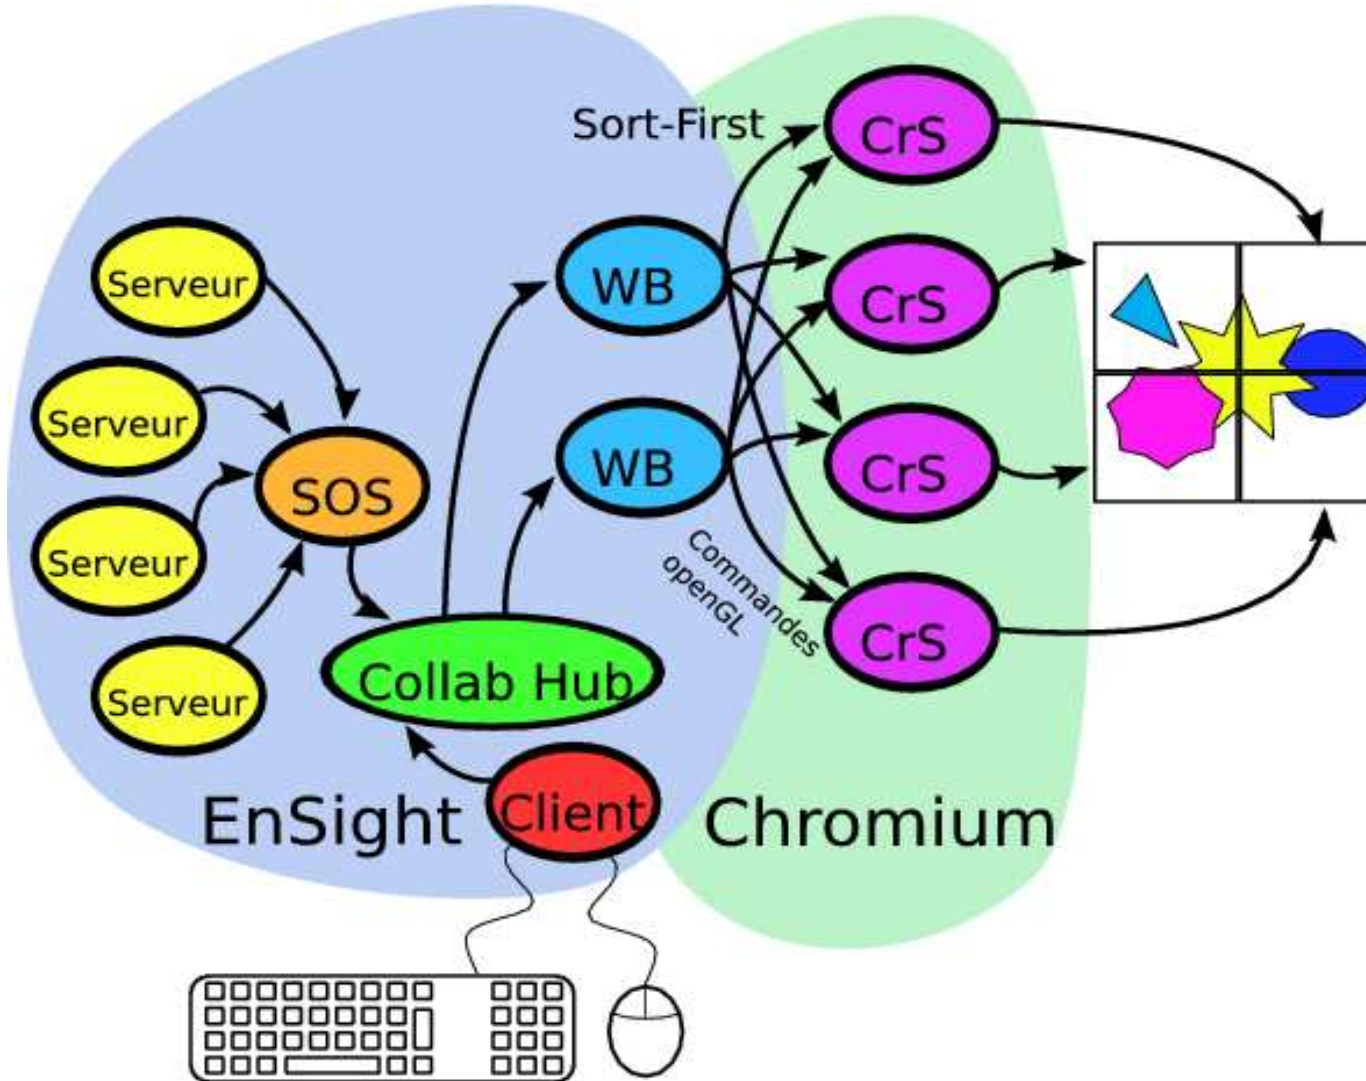 Sort-First
CrS
Serveur
WB
CrS
Serveur
SOS
WB
CrS
Serveur
Commandes
openGL
Serveur
Collab Hub
CrS
EnSight
Client
Chromium